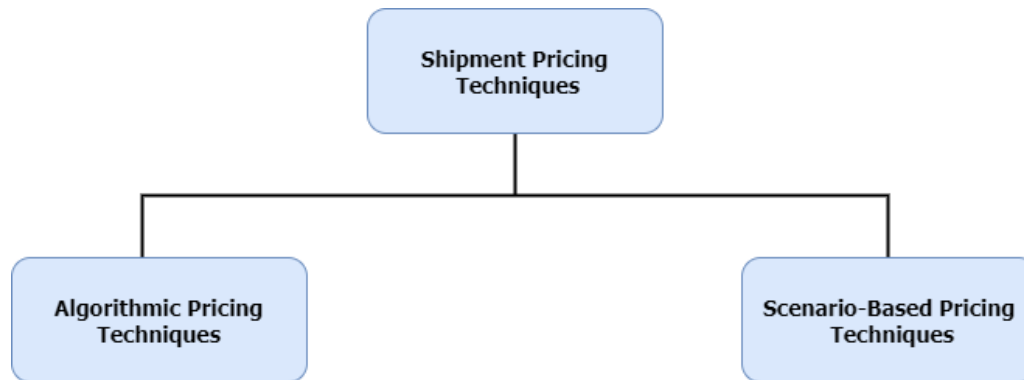 Shipment Pricing
Techniques
Algorithmic Pricing
Techniques
Scenario-Based Pricing
Techniques